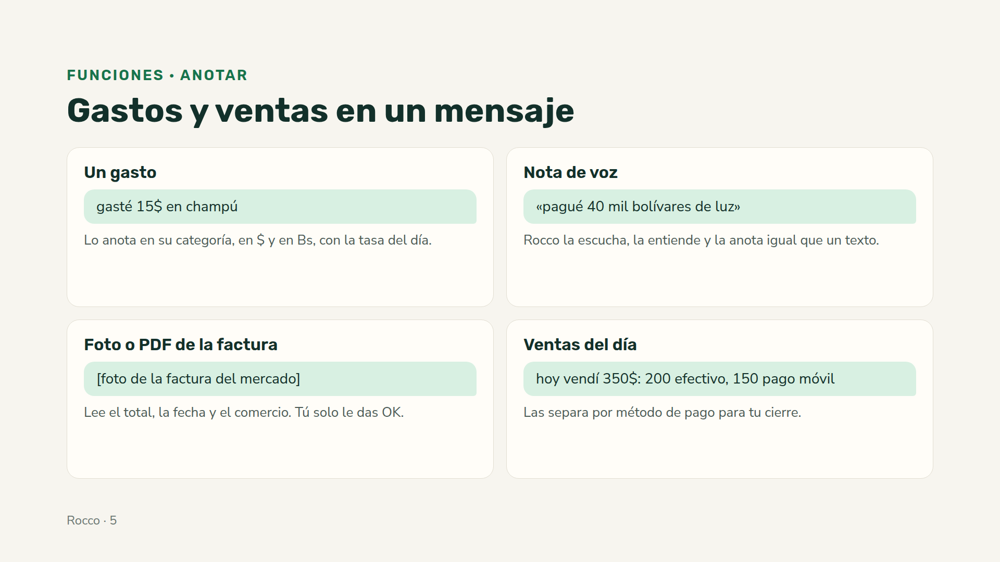 FUNCIONES • ANOTAR
Gastos y ventas en un mensaje
Un gasto
gasté 15$ en champú
Lo anota en su categoría, en $ y en Bs, con la tasa del día.
Nota de voz
«pagué 40 mil bolívares de luz»
Rocco la escucha, la entiende y la anota igual que un texto.
Foto o PDF de la factura
[foto de la factura del mercado]
Lee el total, la fecha y el comercio. Tú solo le das OK.
Ventas del día
hoy vendí 350$: 200 efectivo, 150 pago móvil
Las separa por método de pago para tu cierre.
Rocco · 5